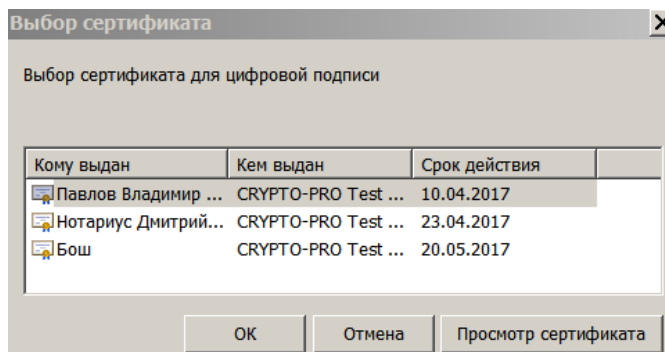 Выбор сертификата
Выбор сертификата для цифровой подписи
Кому выдан Кем выдан Срок действия
Павлов Владимир ... CRYPTO-PRO Test ... 10.04.2017
Нотариус Дмитрий... CRYPTO-PRO Test ... 23.04.2017
Бош CRYPTO-PRO Test ... 20.05.2017
ОК Отмена Просмотр сертификата